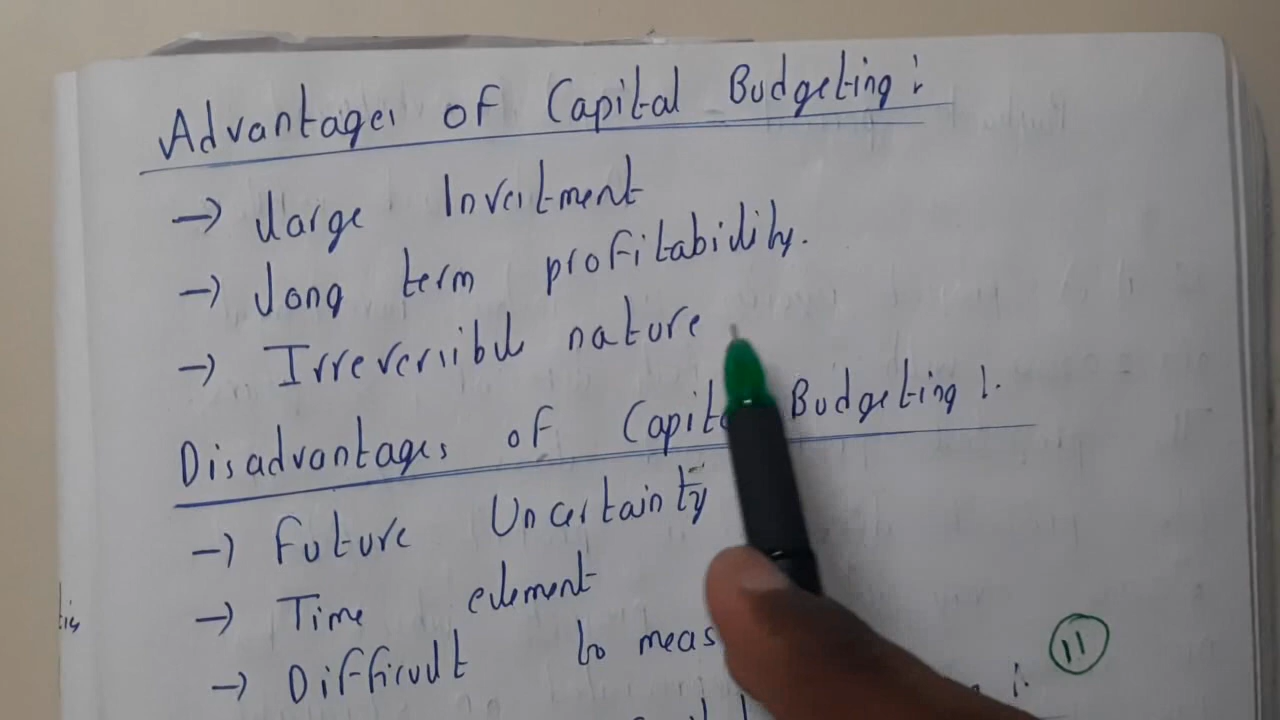 Advantages of Capital Budgeting:
→ Large Investment
→ Long term profitability.
→ Irreversible nature
Disadvantages of Capital Budgeting:
→ Future Uncertainty
→ Time element
→ Difficult to meas
11